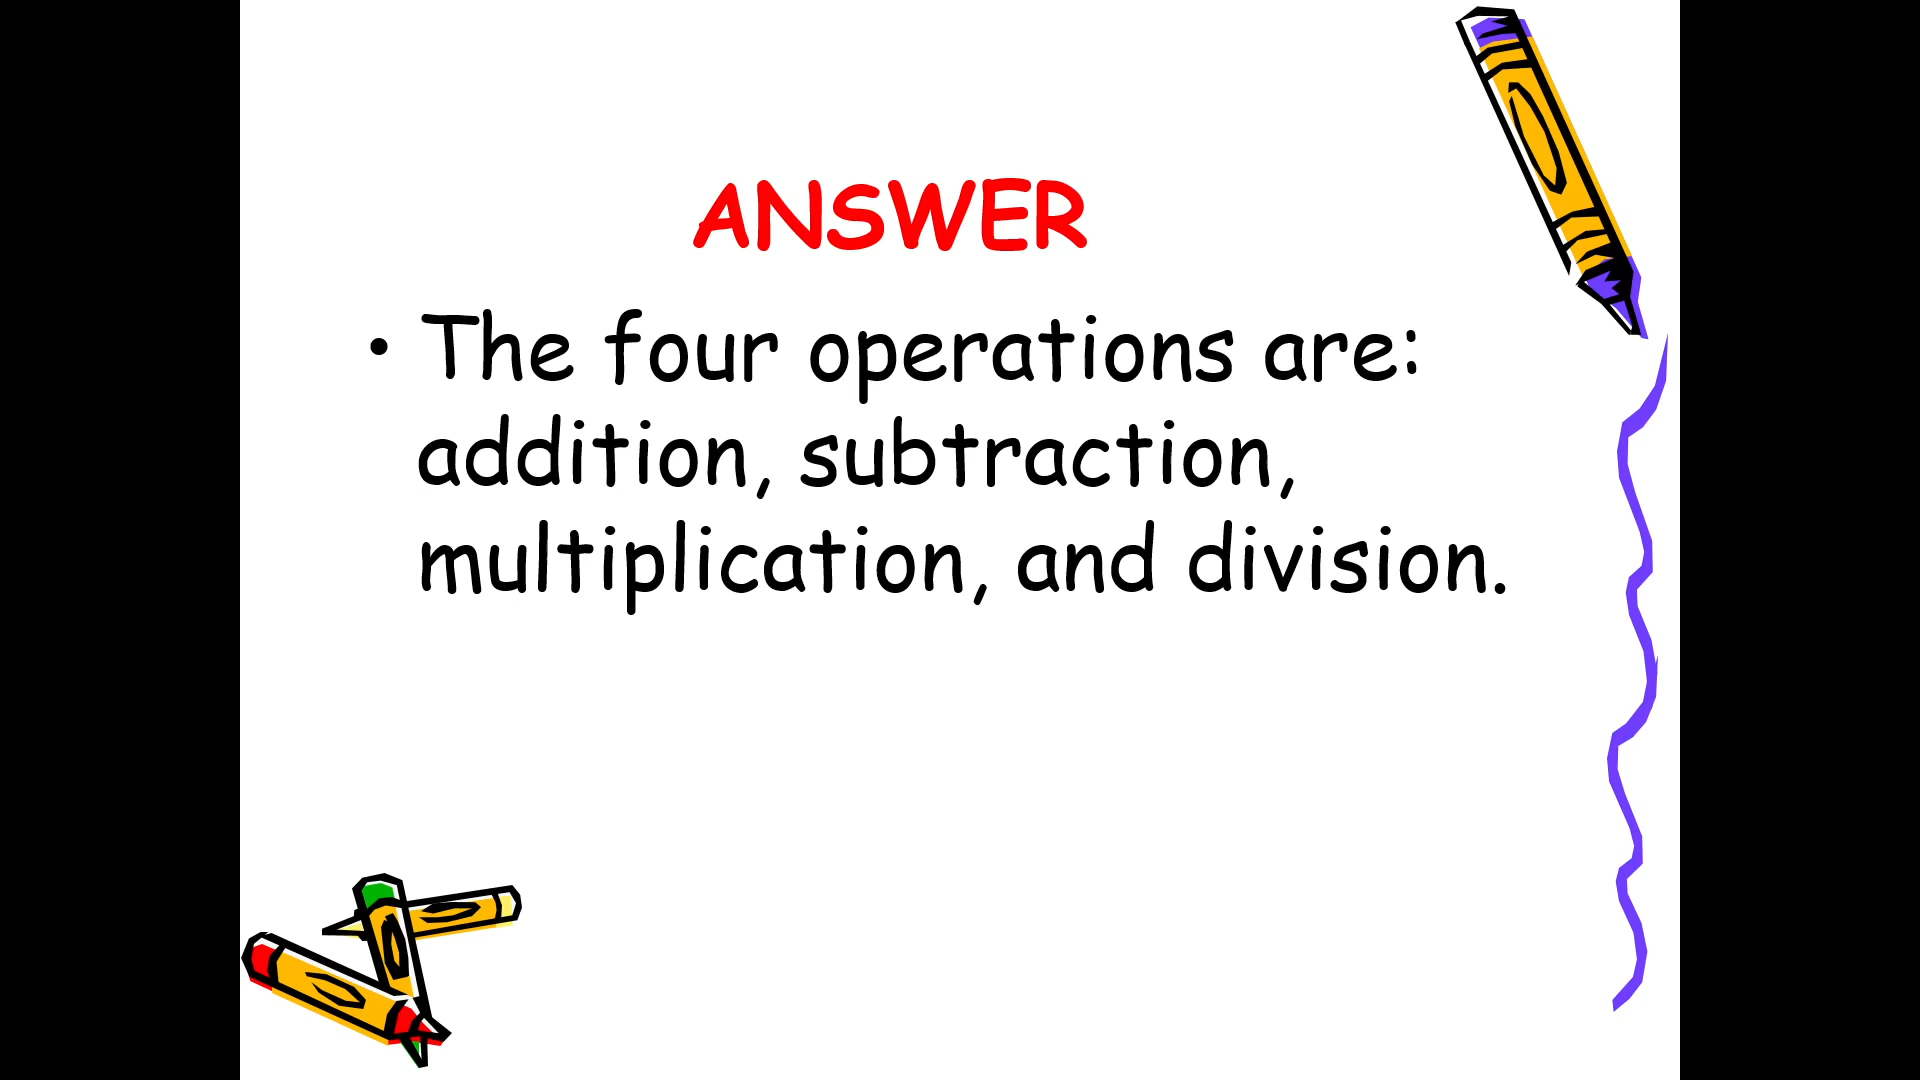 ANSWER
• The four operations are:
addition, subtraction,
multiplication, and division.